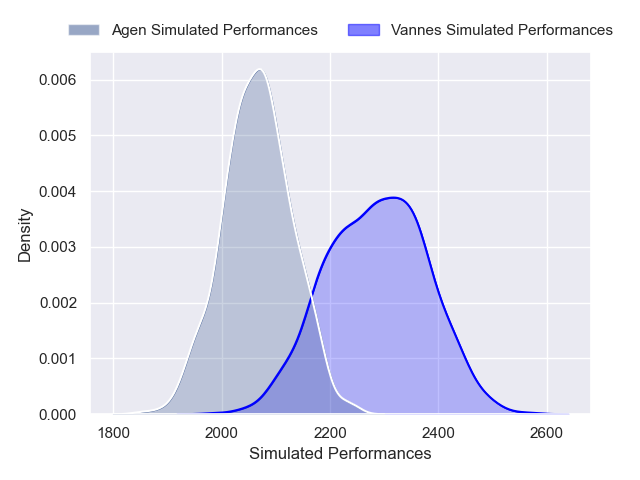 Agen Simulated Performances Vannes Simulated Performances
0.006
0.005
0.004
0.003
0.002
0.001
0.000
Density
1800 2000 2200 2400 2600
Simulated Performances